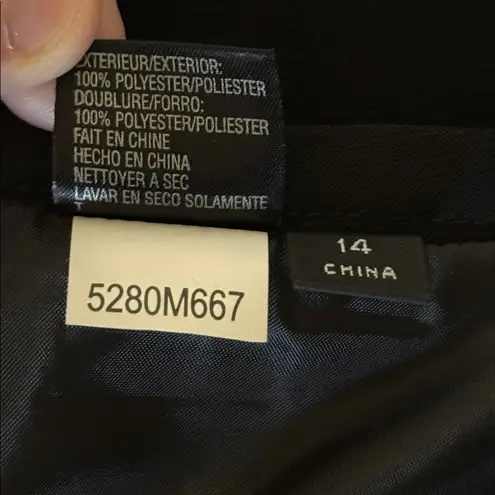 EXTERIEUR/EXTERIOR:
100% POLYESTER/POLIESTER
DOUBLURE/FORRO:
100% POLYESTER/POLIESTER
FAIT EN CHINE
HECHO EN CHINA
NETTOYER A SEC
LAVAR EN SECO SOLAMENTE
T
5280M667
14
CHINA